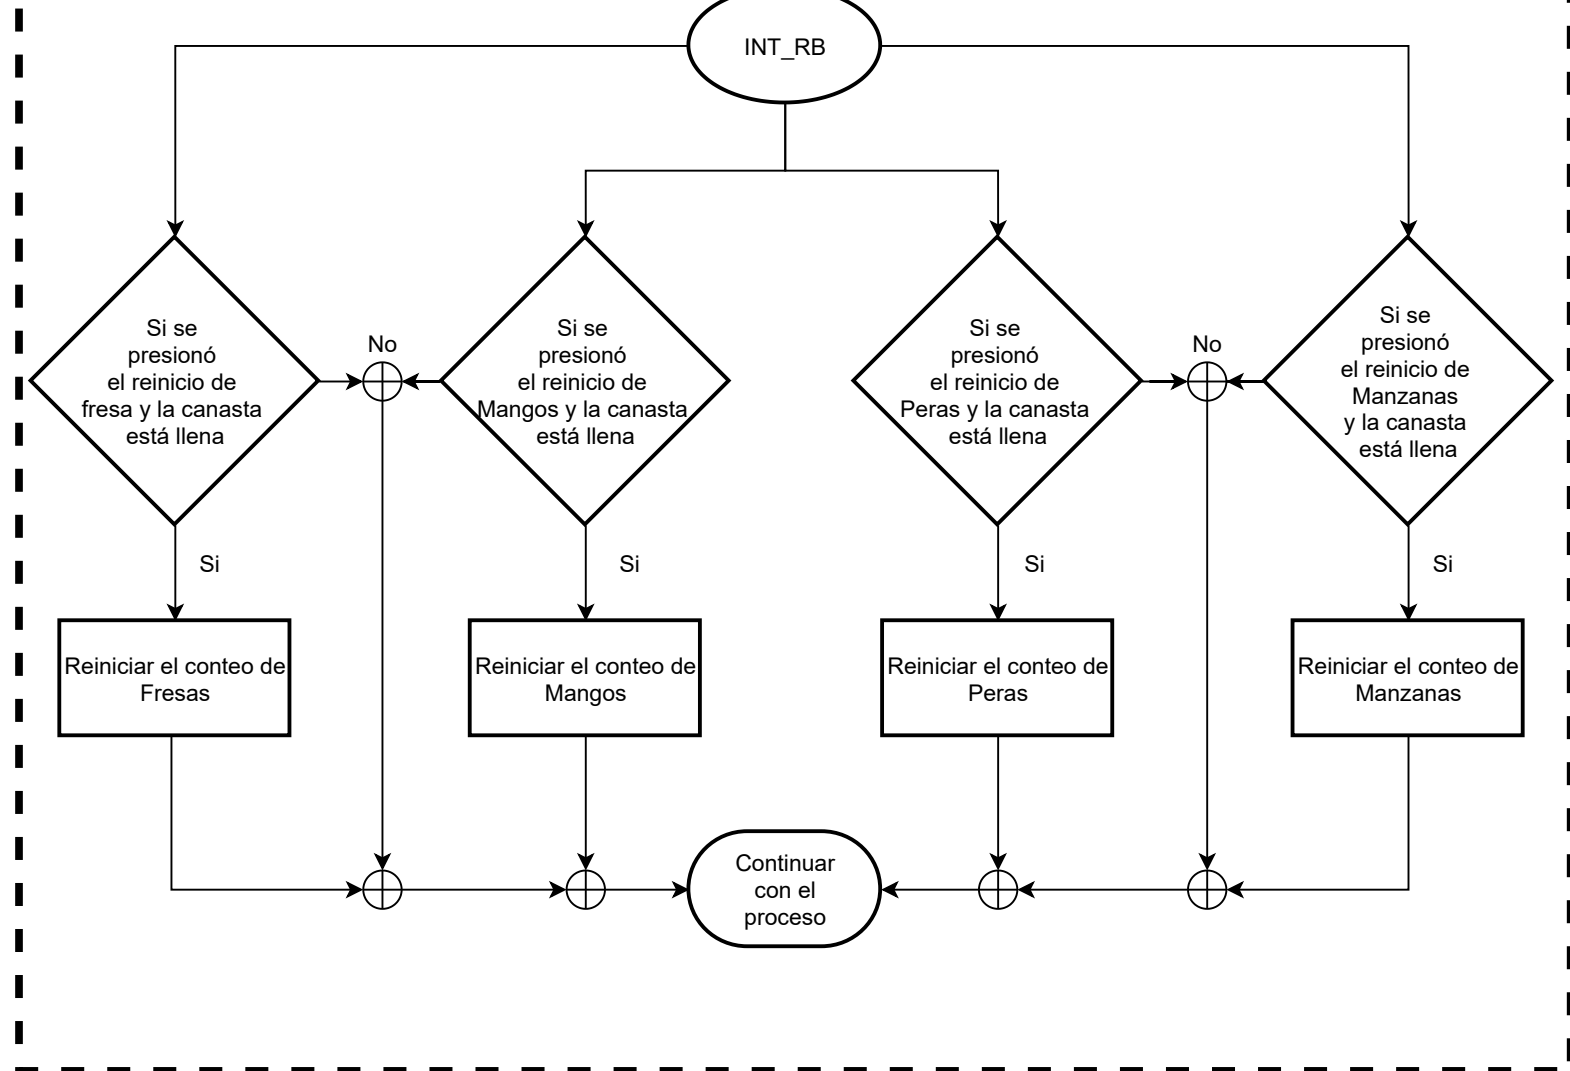 INT_RB
Si se
presionó
el reinicio de
fresa y la canasta
está llena
No
Si se
presionó
el reinicio de
Mangos y la canasta
está llena
Si se
presionó
el reinicio de
Peras y la canasta
está llena
No
Si se
presionó
el reinicio de
Manzanas
y la canasta
está llena
Si
Si
Si
Si
Reiniciar el conteo de
Fresas
Reiniciar el conteo de
Mangos
Reiniciar el conteo de
Peras
Reiniciar el conteo de
Manzanas
Continuar
con el
proceso